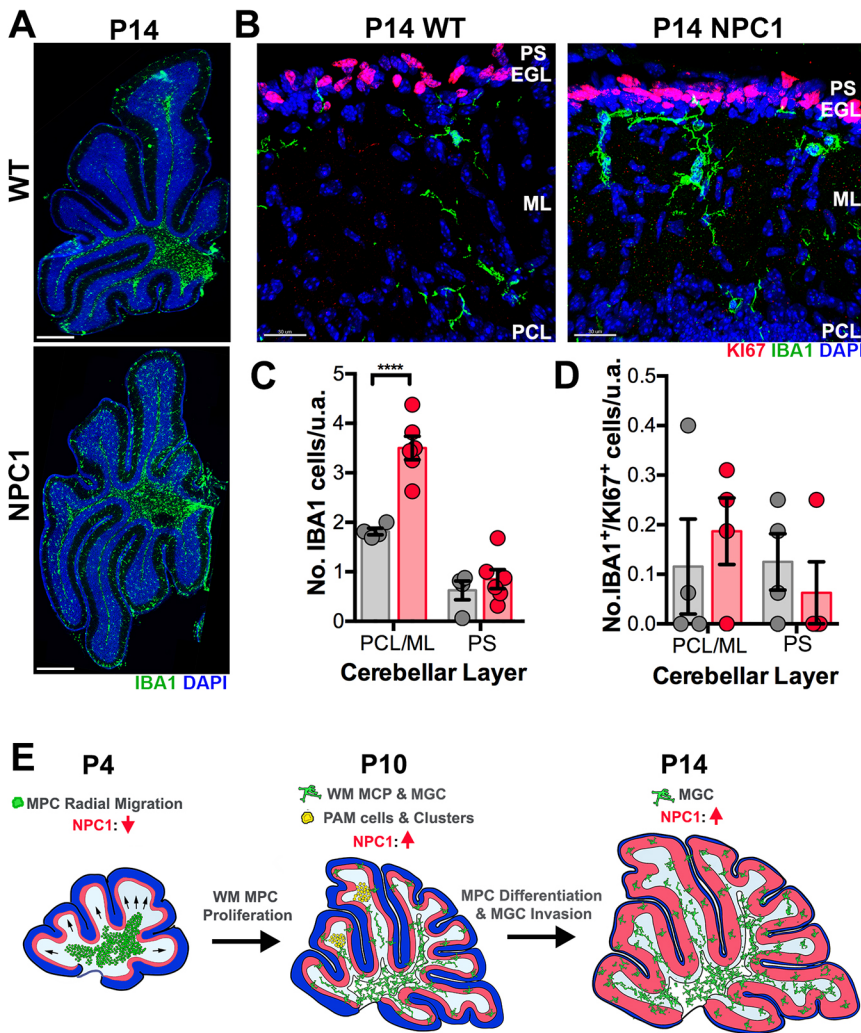 A
P14
WT
NPC1
IBA1 DAPI
B
P14 WT
PS
EGL
ML
PCL
30 um
P14 NPC1
PS
EGL
ML
PCL
30 um
KI67 IBA1 DAPI
C
No. IBA1 cells/u.a.
5
4
3
2
1
0
****
PCL/ML
PS
Cerebellar Layer
D
No.IBA1+/KI67+ cells/u.a.
0.5
0.4
0.3
0.2
0.1
0.0
PCL/ML
PS
Cerebellar Layer
E
P4
MPC Radial Migration
NPC1:
WM MPC
Proliferation
P10
WM MCP & MGC
PAM cells & Clusters
NPC1:
MPC Differentiation
& MGC Invasion
P14
MGC
NPC1: